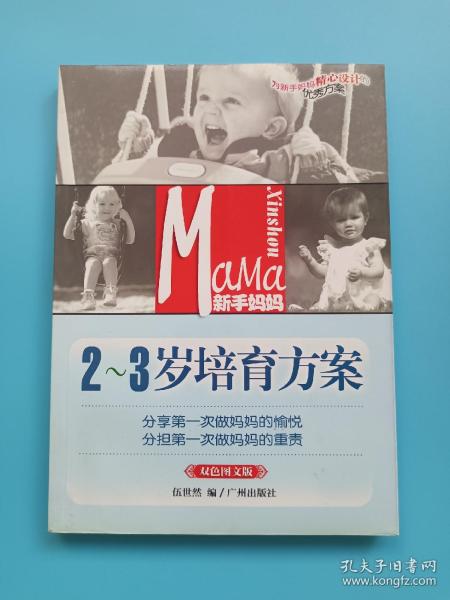 为新手妈妈精心设计的
优秀方案
Xinshou
MaMa
新手妈妈
2~3岁培育方案
分享第一次做妈妈的愉悦
分担第一次做妈妈的重责
双色图文版
伍世然 编/广州出版社
孔夫子旧书网
www.kongfz.com